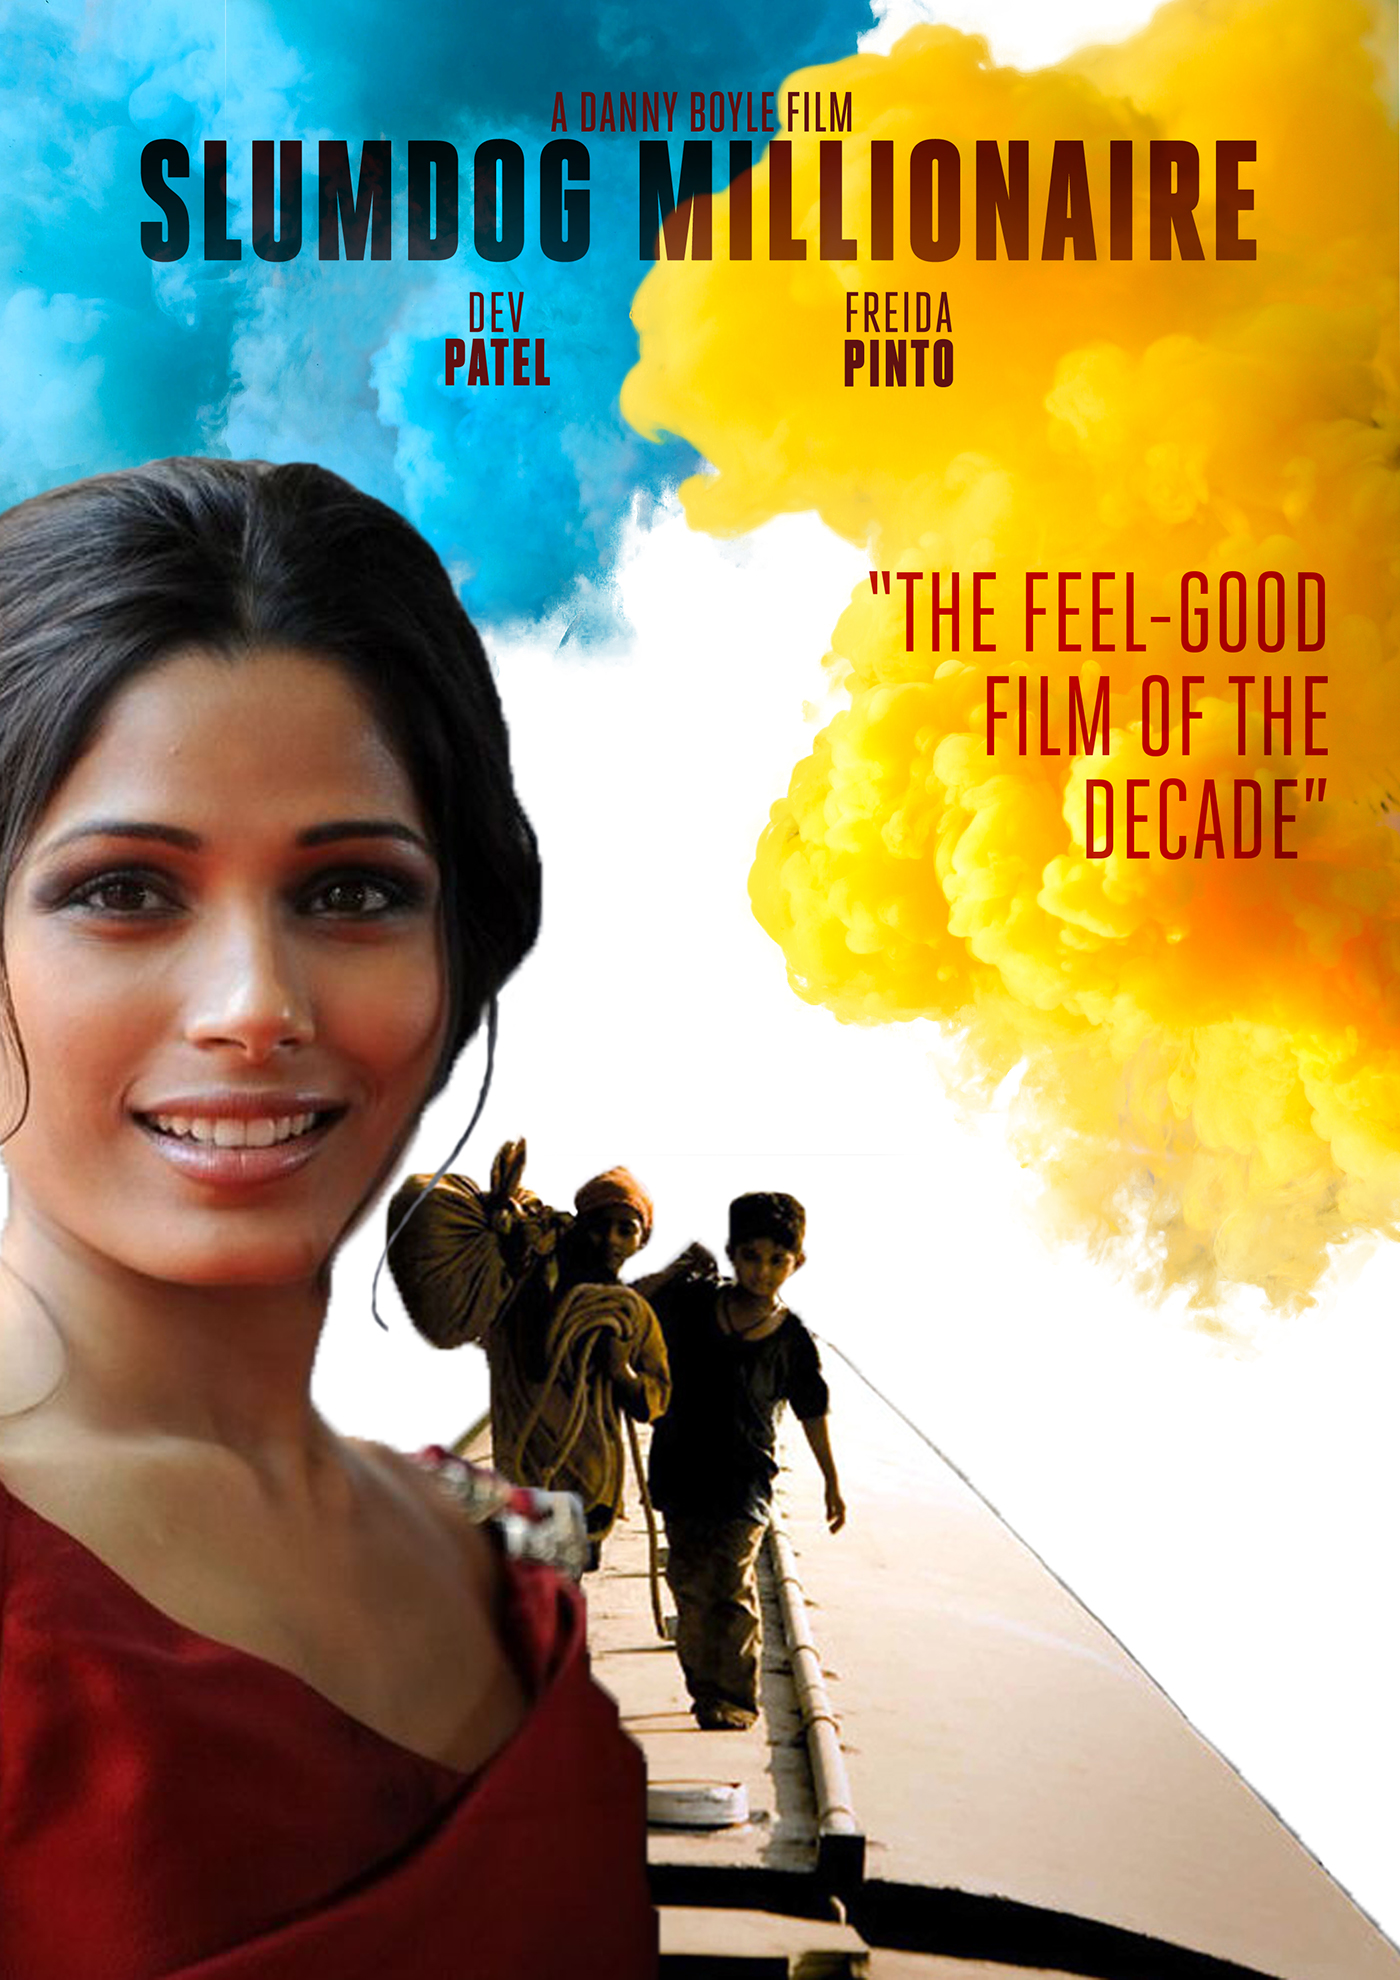 A DANNY BOYLE FILM
SLUMDOG MILLIONAIRE
DEV
PATEL
FREIDA
PINTO
“THE FEEL-GOOD
FILM OF THE
DECADE”